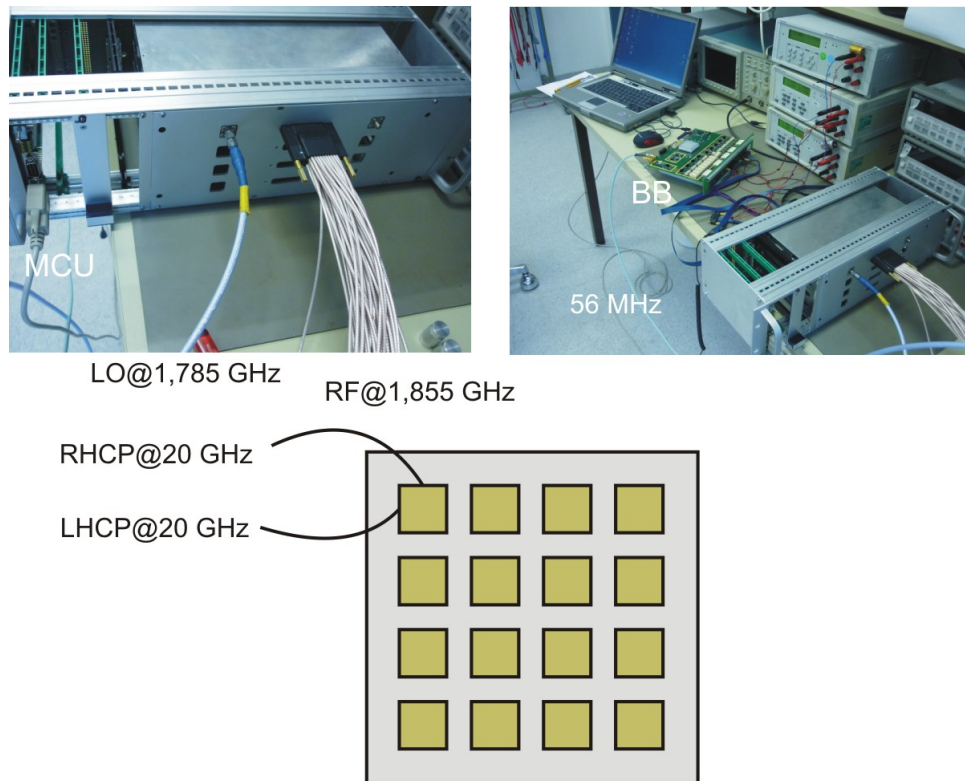 MCU
BB
56 MHz
LO@1,785 GHz
RF@1,855 GHz
RHCP@20 GHz
LHCP@20 GHz